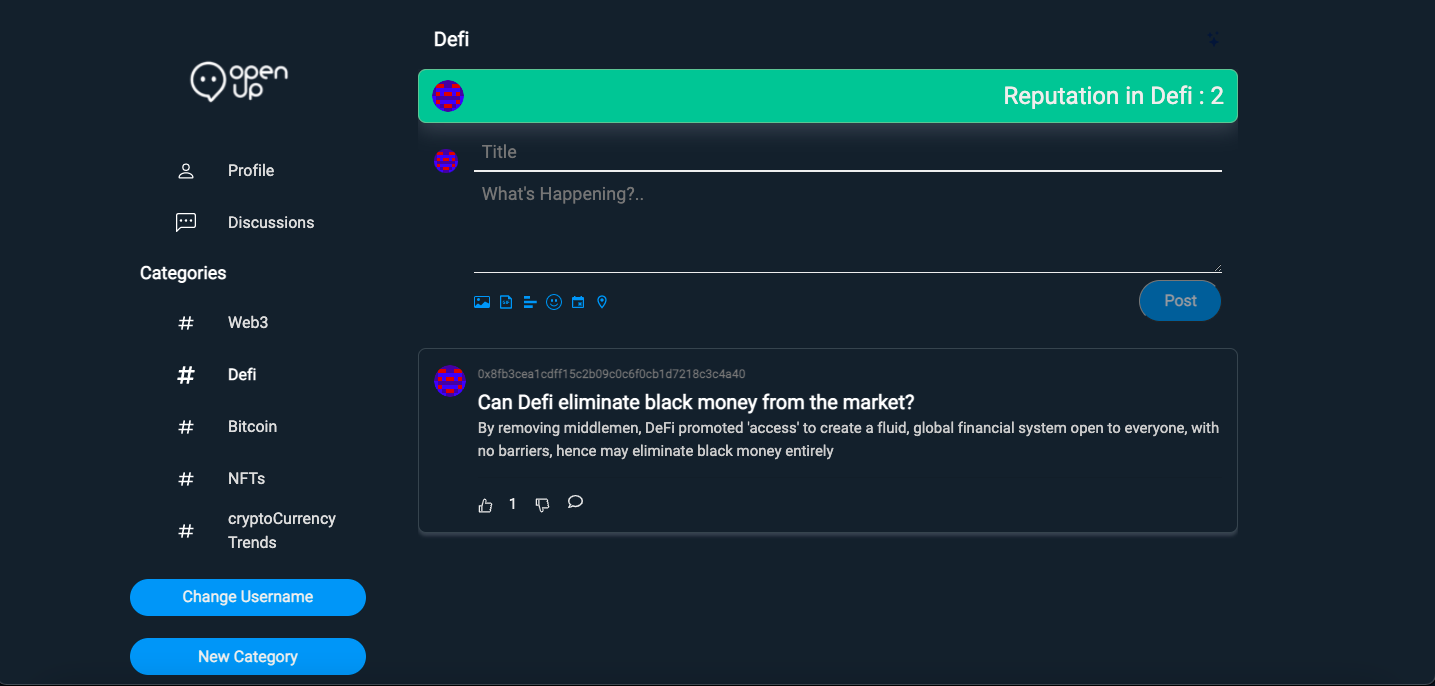 open
up
Profile
Discussions
Categories
# Web3
# Defi
# Bitcoin
# NFTs
# cryptoCurrency
Trends
Change Username
New Category
Defi
Reputation in Defi : 2
Title
What's Happening?..
Post
0x8fb3cea1cdff15c2b09c0c6f0cb1d7218c3c4a40
Can Defi eliminate black money from the market?
By removing middlemen, DeFi promoted 'access' to create a fluid, global financial system open to everyone, with
no barriers, hence may eliminate black money entirely
1